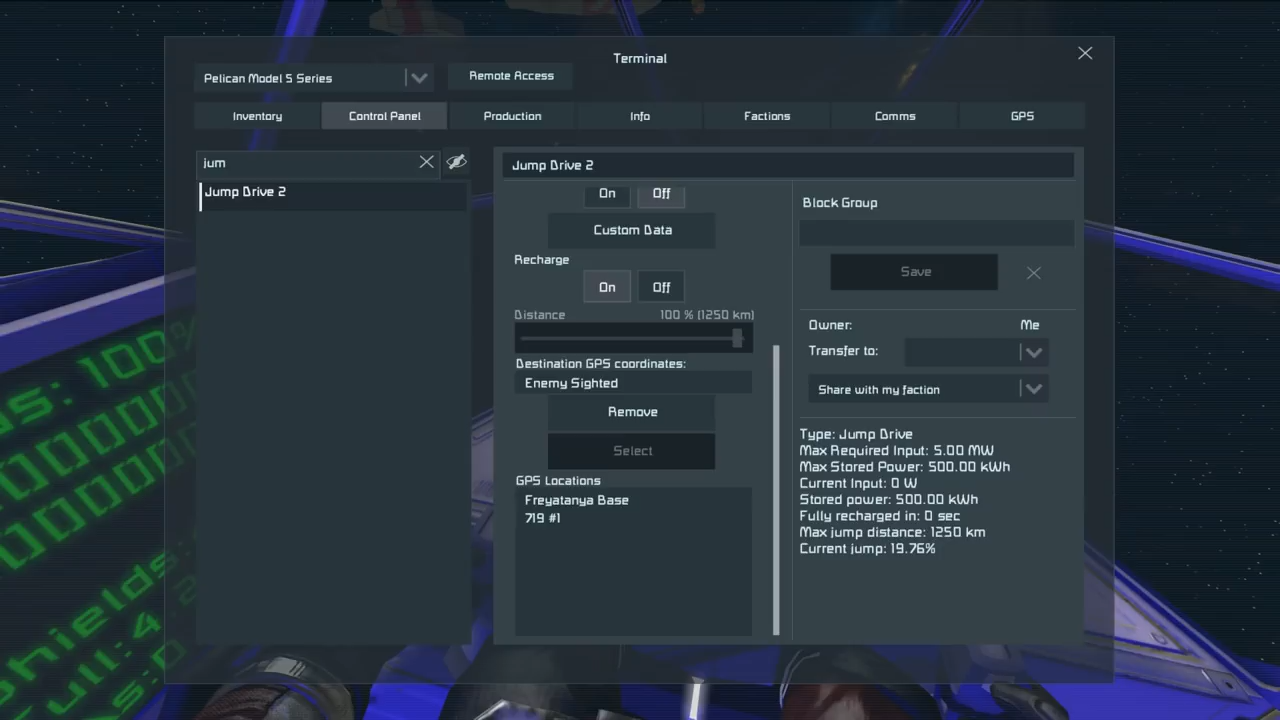 Terminal
Pelican Model 5 Series
Remote Access
Inventory
Control Panel
Production
Info
Factions
Comms
GPS
jum
Jump Drive 2
Jump Drive 2
On Off
Custom Data
Recharge
On Off
Distance 100 % (1250 km)
Destination GPS coordinates:
Enemy Sighted
Remove
Select
GPS Locations
Freyatanya Base
719 #1
Block Group
Save
Owner: Me
Transfer to:
Share with my faction
Type: Jump Drive
Max Required Input: 5.00 MW
Max Stored Power: 500.00 kWh
Current Input: 0 W
Stored power: 500.00 kWh
Fully recharged in: 0 sec
Max jump distance: 1250 km
Current jump: 19.76%
100%